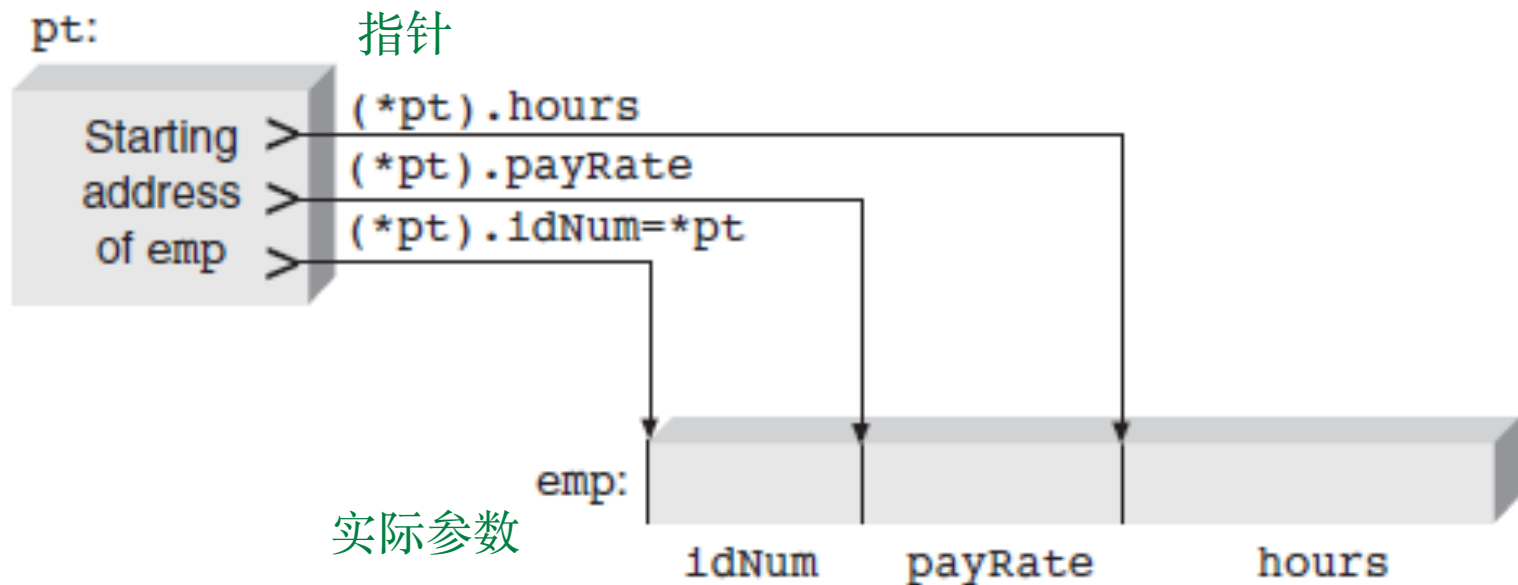 pt:
指针
Starting
address
of emp
(*pt).hours
(*pt).payRate
(*pt).idNum=*pt
emp:
实际参数
idNum payRate hours